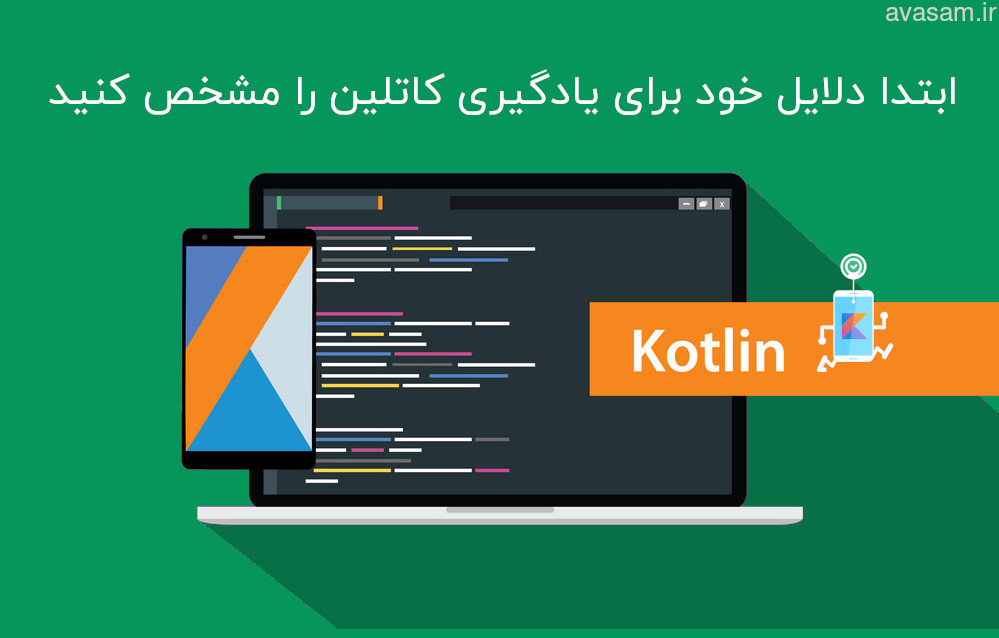 avasam.ir
ابتدا دلایل خود برای یادگیری کاتلین را مشخص کنید
x
Kotlin